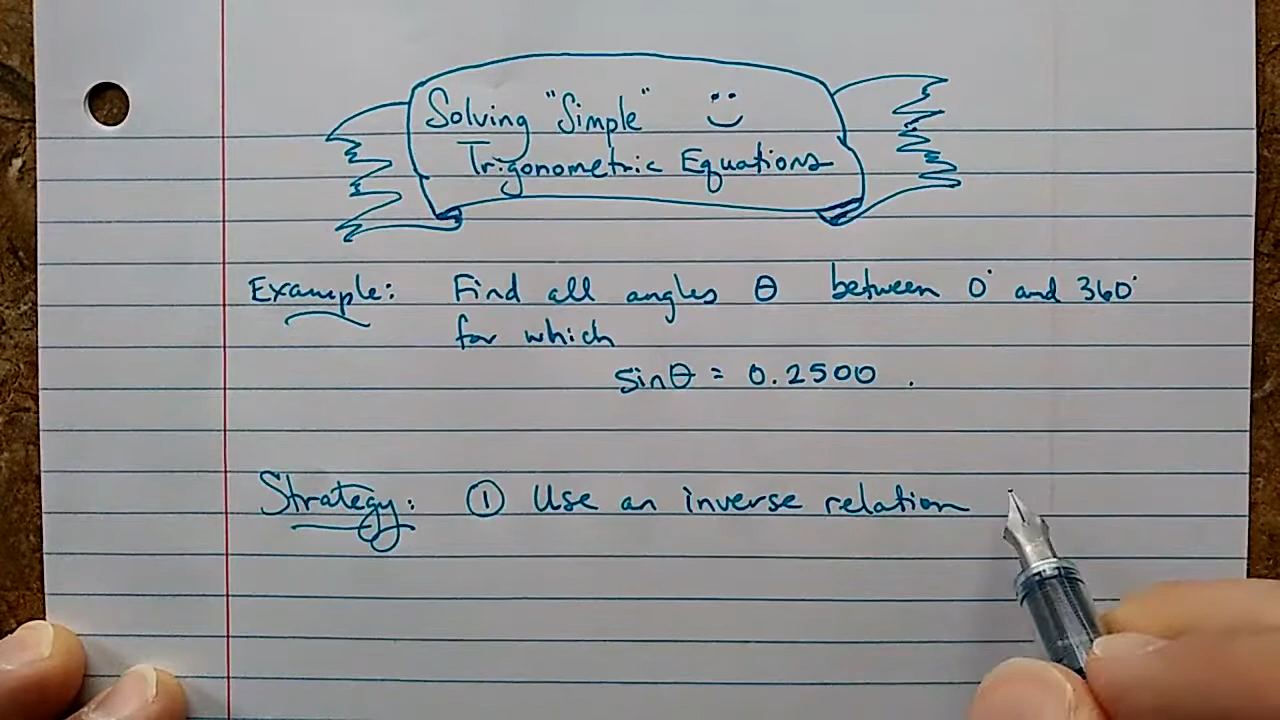 Solving "Simple"
Trigonometric Equations
Example: Find all angles θ between 0° and 360°
for which
sinθ = 0.2500 .
Strategy: ① Use an inverse relation